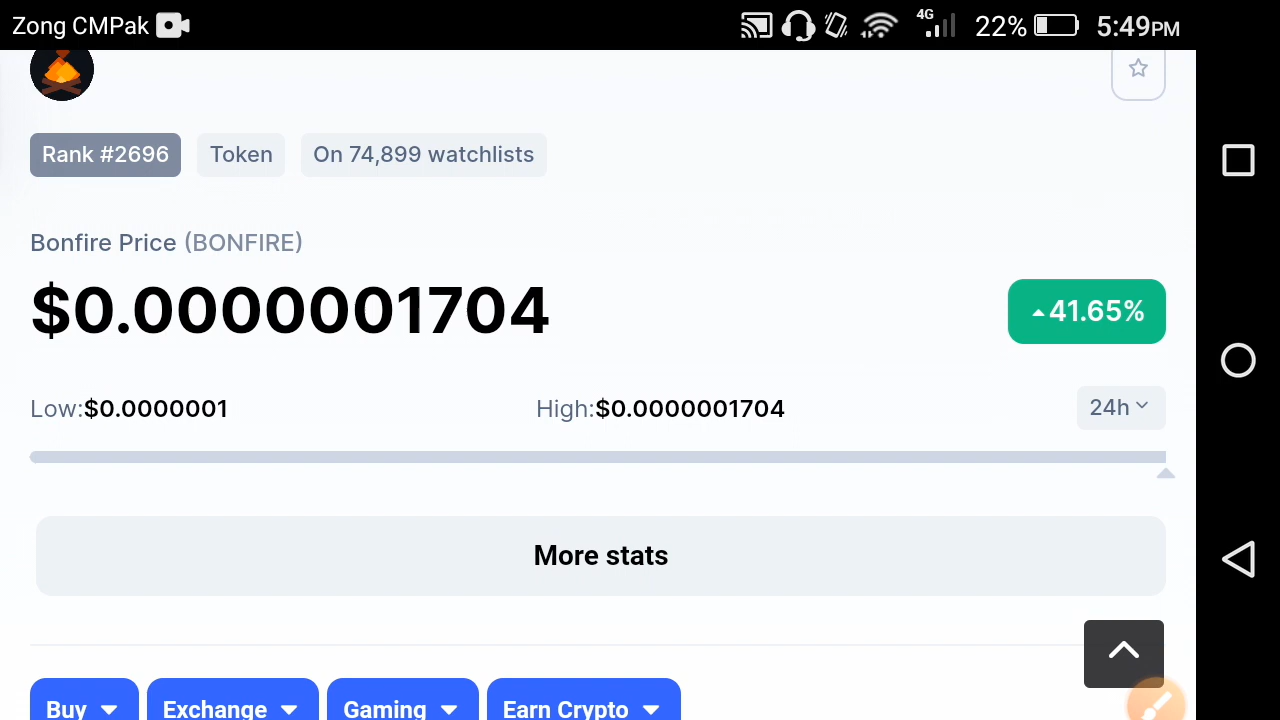 Zong CMPak 4G 22% 5:49PM
Rank #2696 Token On 74,899 watchlists
Bonfire Price (BONFIRE)
$0.0000001704 41.65%
Low:$0.0000001 High:$0.0000001704 24h
More stats
Buy Exchange Gaming Earn Crypto